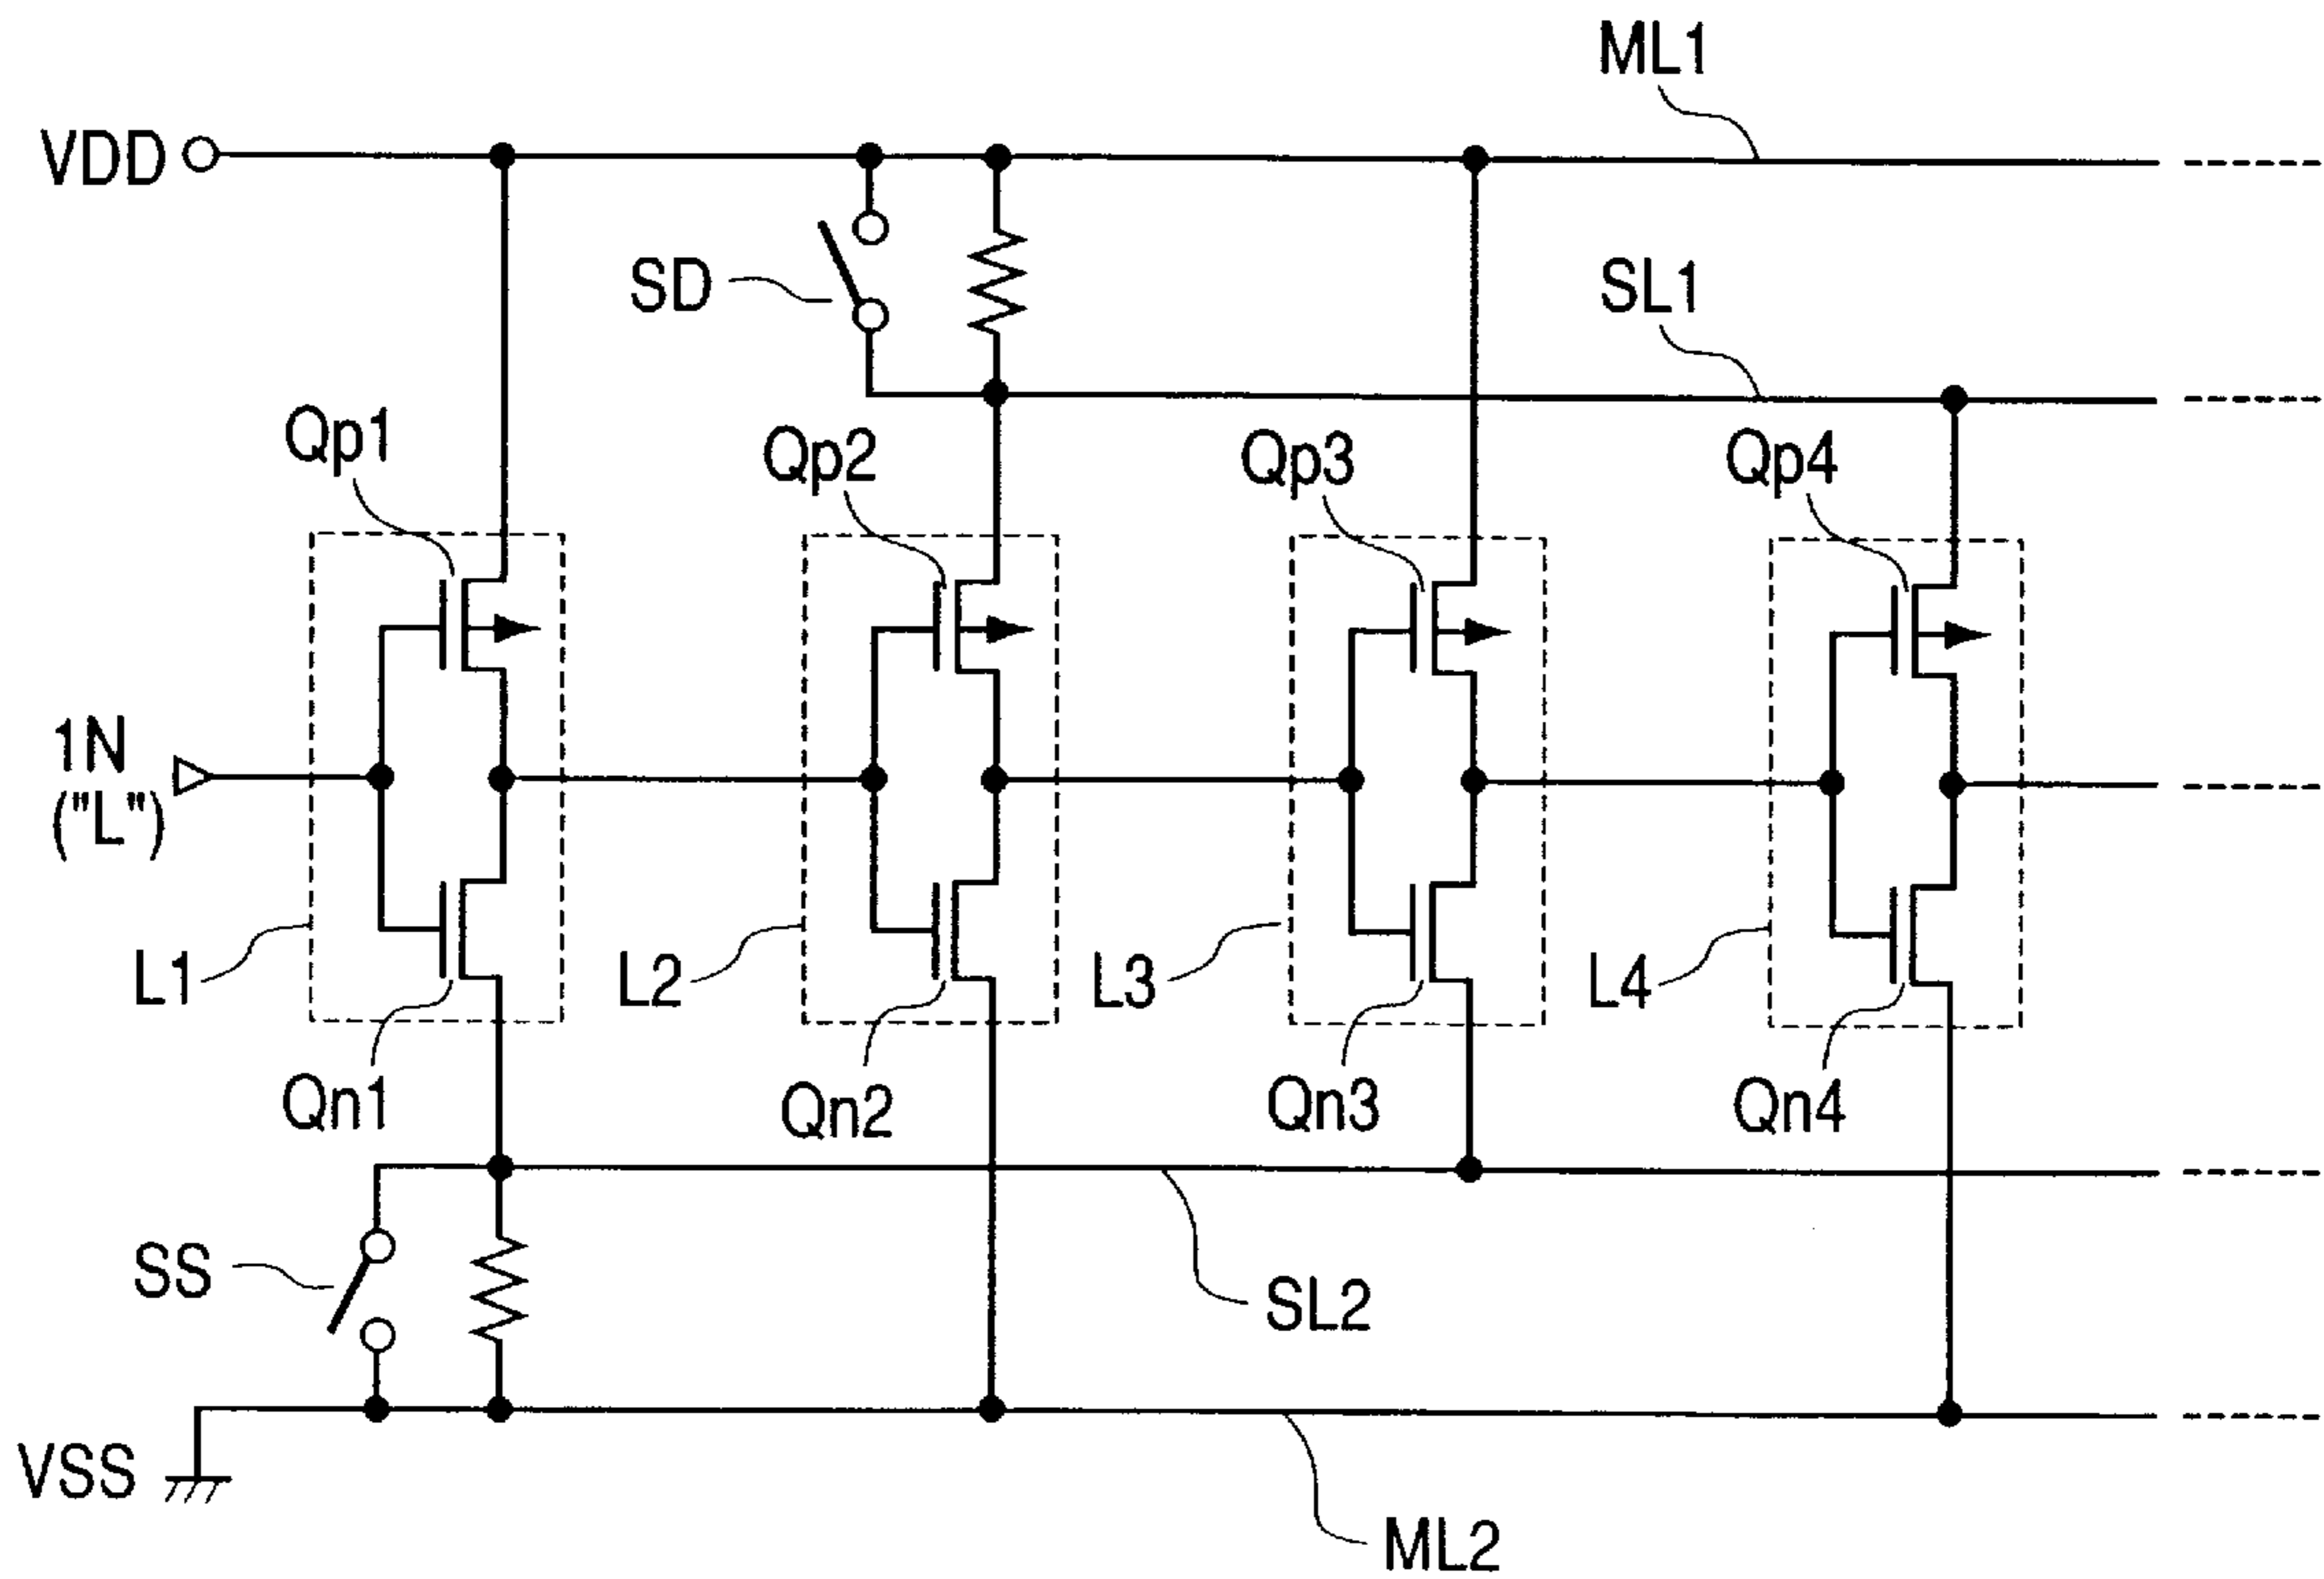 ML1
VDD
SD
SL1
Qp1
Qp2
Qp3
Qp4
1N
("L")
L1
L2
L3
L4
Qn1
Qn2
Qn3
Qn4
SS
SL2
VSS
ML2